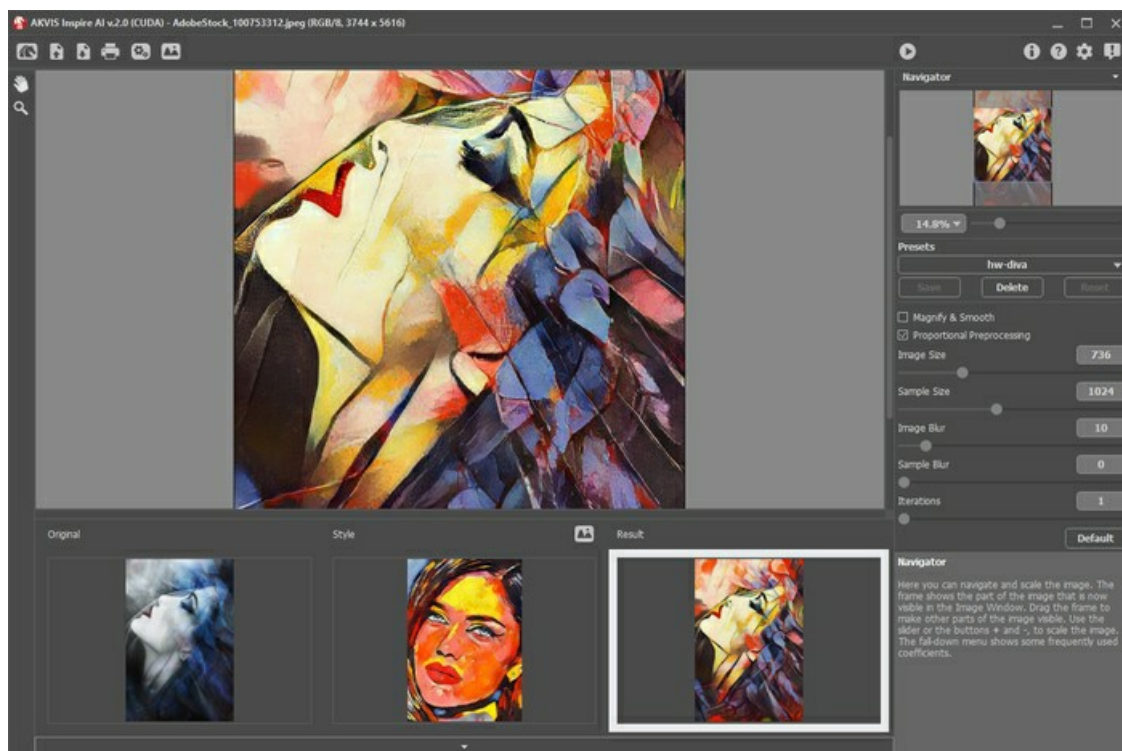 AKVIS Inspire AI v.2.0 (CUDA) - AdobeStock_100753312.jpeg (RGB/8, 3744 x 5616)
Navigator
14.8%
Presets
hw-diva
Save Delete Reset
Magnify & Smooth
Proportional Preprocessing
Image Size 736
Sample Size 1024
Image Blur 10
Sample Blur 0
Iterations 1
Default
Original Style Result
Navigator
Here you can navigate and scale the image. The
frame shows the part of the image that is now
visible in the Image Window. Drag the frame to
make other parts of the image visible. Use the
slider or the buttons + and -, to scale the image.
The fall-down menu shows some frequently used
coefficients.